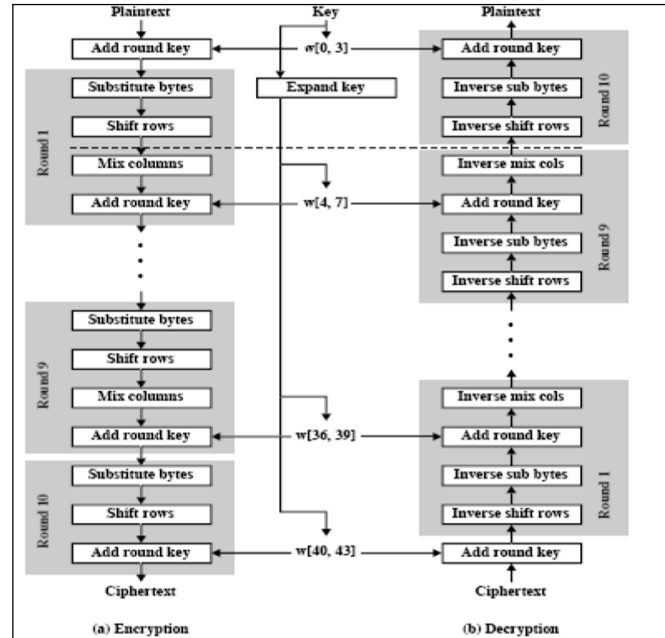 Plaintext
Key
Plaintext
Add round key
w[0, 3]
Add round key
Substitute bytes
Expand key
Inverse sub bytes
Round 10
Shift rows
Inverse shift rows
Round 1
Mix columns
Inverse mix cols
Add round key
w[4, 7]
Add round key
Round 9
Inverse sub bytes
Inverse shift rows
Substitute bytes
Shift rows
Round 9
Mix columns
Inverse mix cols
Add round key
w[36, 39]
Add round key
Substitute bytes
Inverse sub bytes
Round 1
Round 10
Shift rows
Inverse shift rows
Add round key
w[40, 43]
Add round key
Ciphertext
Ciphertext
(a) Encryption
(b) Decryption